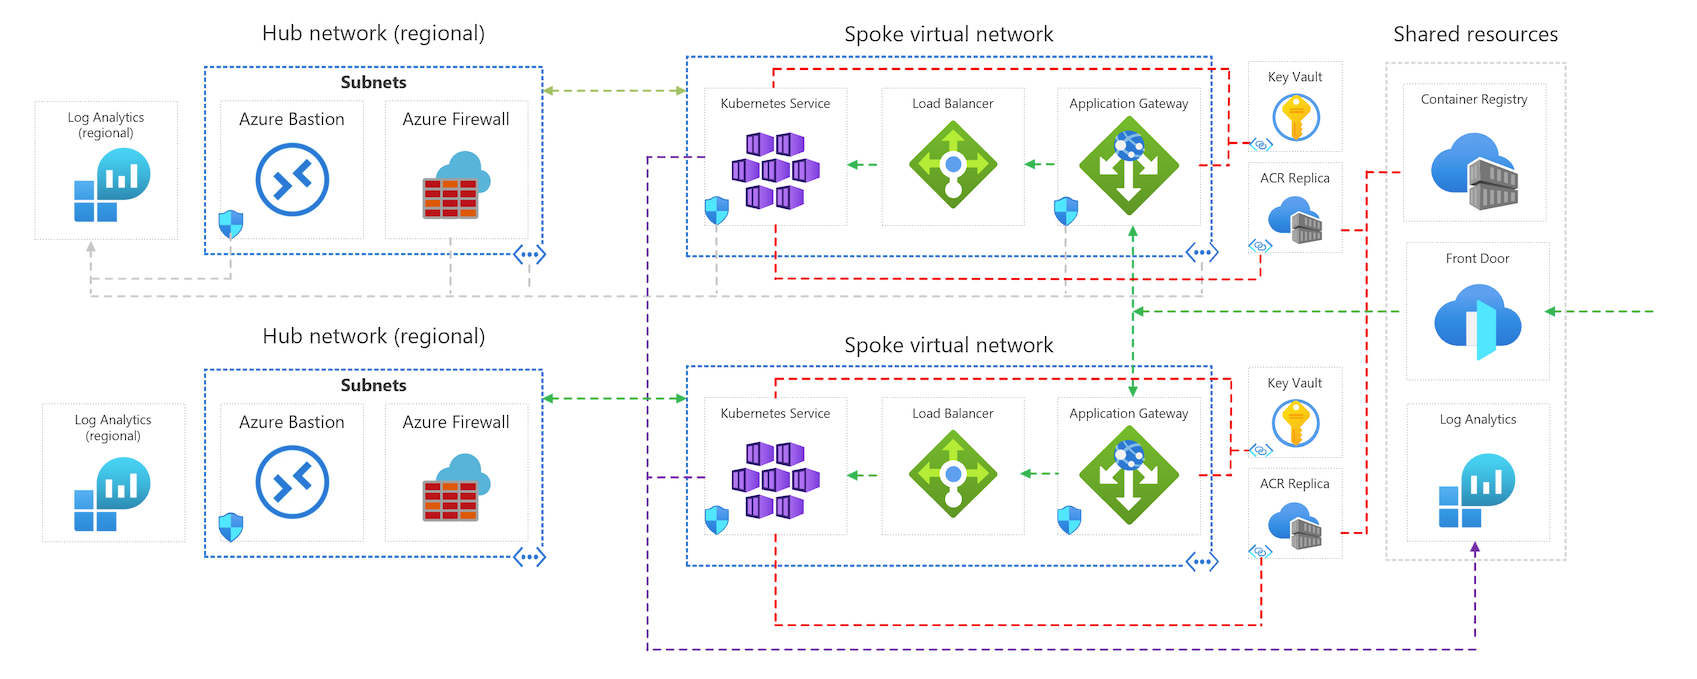 Hub network (regional)
Spoke virtual network
Shared resources
Subnets
Log Analytics
(regional)
Azure Bastion
Azure Firewall
Kubernetes Service
Load Balancer
Application Gateway
Key Vault
ACR Replica
Container Registry
Front Door
Hub network (regional)
Spoke virtual network
Subnets
Log Analytics
(regional)
Azure Bastion
Azure Firewall
Kubernetes Service
Load Balancer
Application Gateway
Key Vault
ACR Replica
Log Analytics